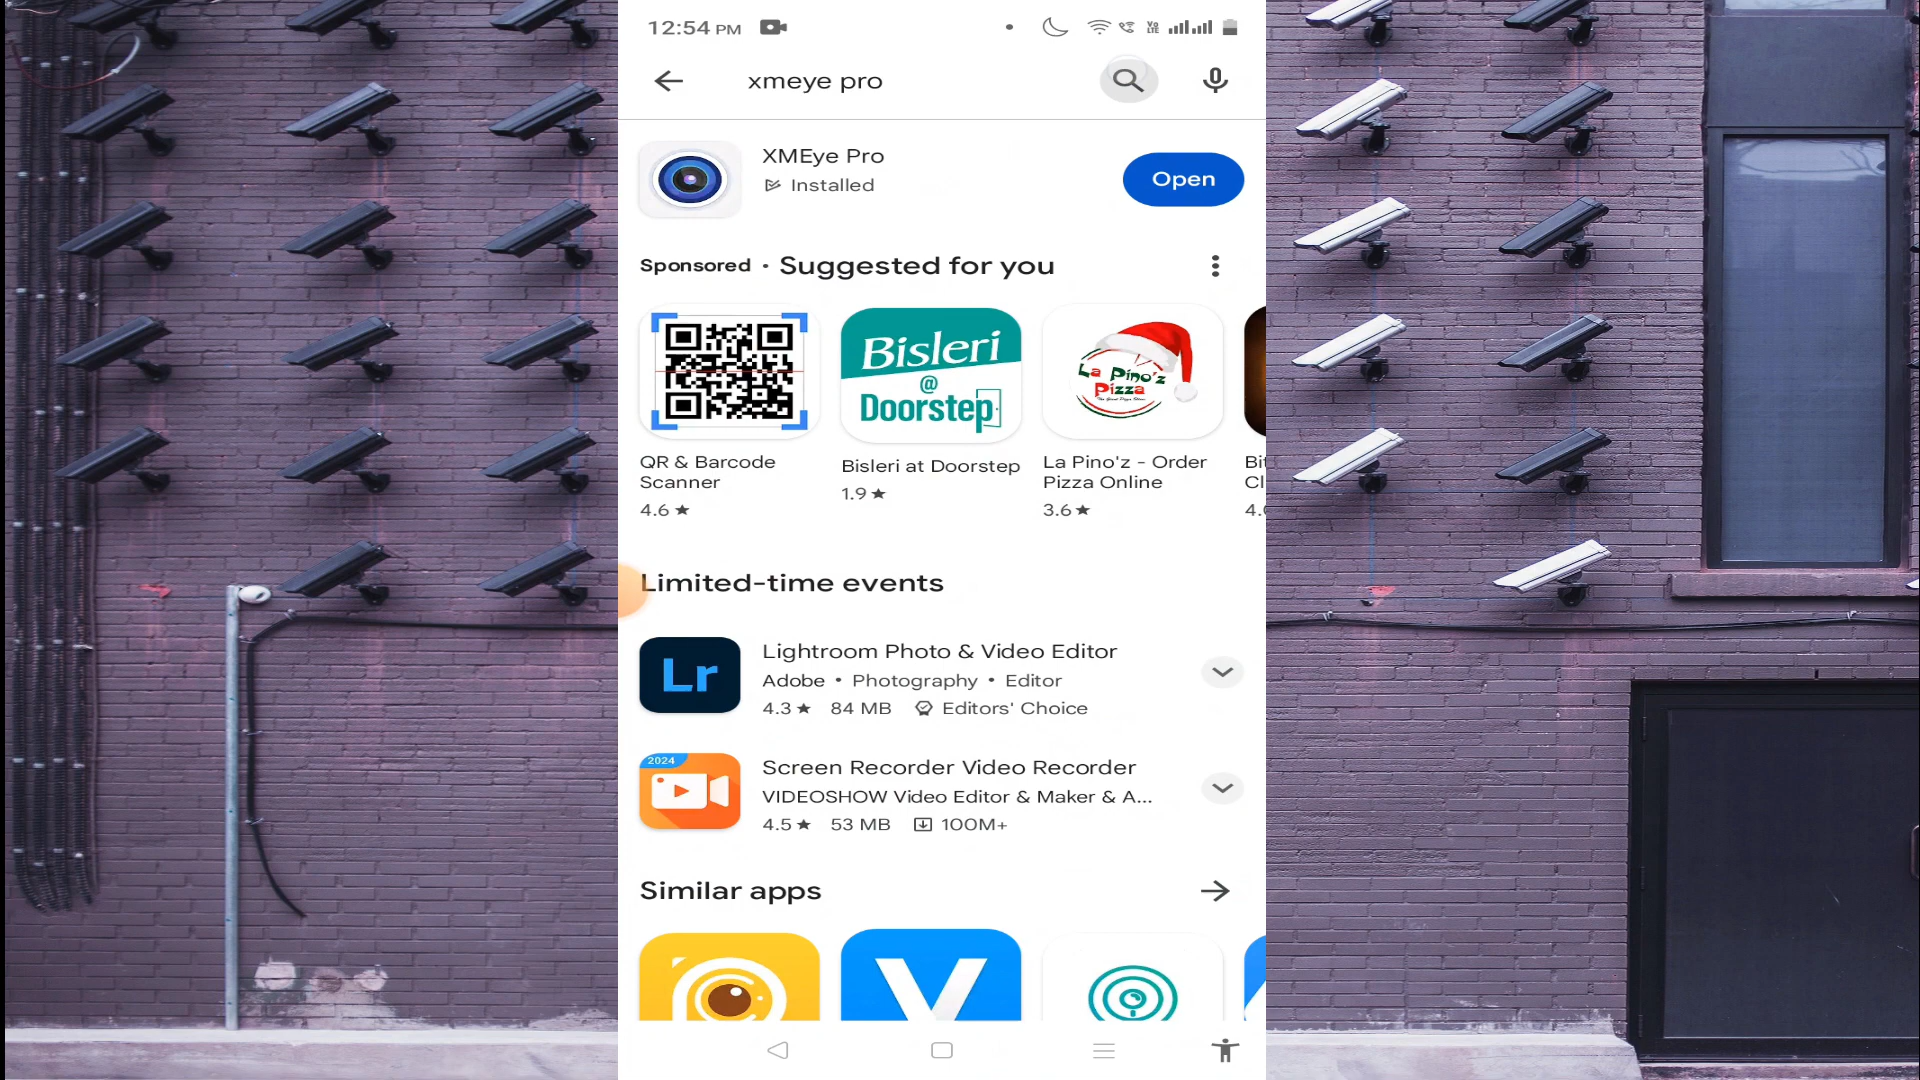 12:54 PM
xmeye pro
XMEye Pro
Installed
Open
Sponsored · Suggested for you
Bisleri
@
Doorstep
La Pino'z
Pizza
QR & Barcode
Scanner
4.6 ★
Bisleri at Doorstep
1.9 ★
La Pino'z - Order
Pizza Online
3.6 ★
Bit
Cl
4.
Limited-time events
Lr
Lightroom Photo & Video Editor
Adobe • Photography • Editor
4.3 ★ 84 MB Editors' Choice
2024
Screen Recorder Video Recorder
VIDEOSHOW Video Editor & Maker & A...
4.5 ★ 53 MB 100M+
Similar apps